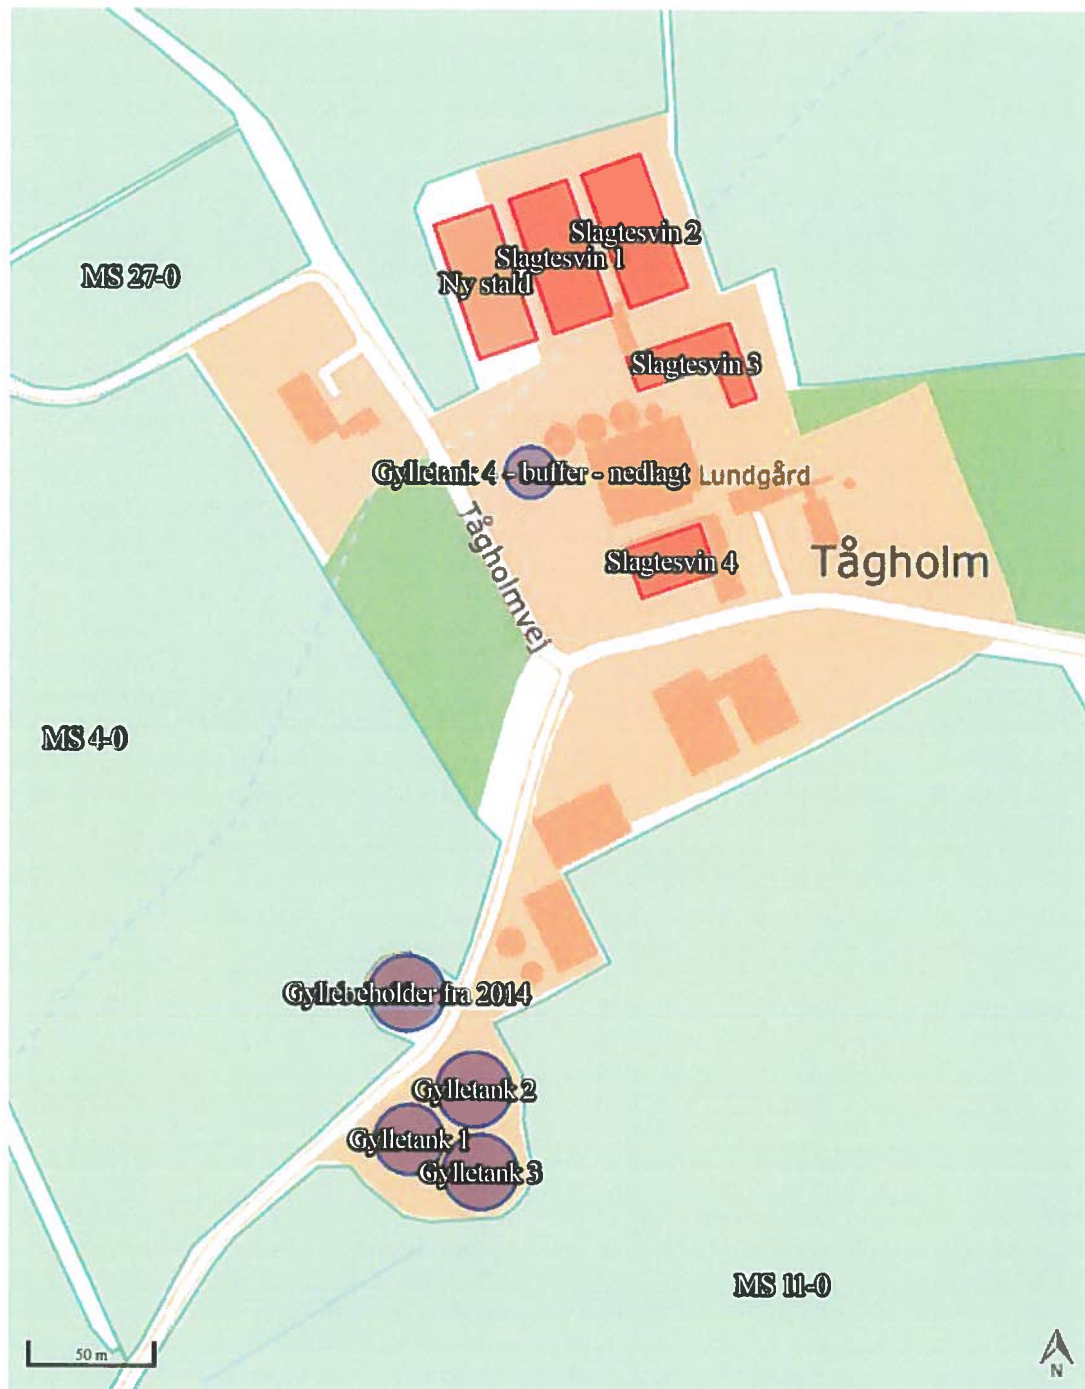 Slagtesvin 2
Slagtesvin 1
MS 27-0
Ny stald
Slagtesvin 3
Gylletank 4 - buffer - nedlagt
Lundgård
Tågholmvej
Slagtesvin 4
Tågholm
MS 4-0
Gyllebeholder fra 2014
Gylletank 2
Gylletank 1
Gylletank 3
MS 11-0
50 m
N